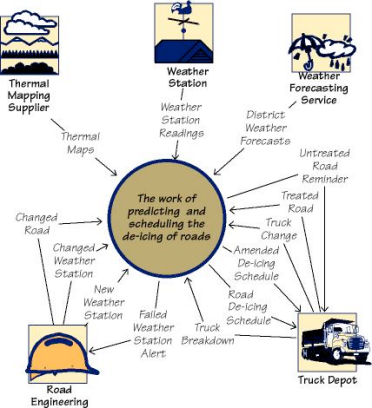 Thermal
Mapping
Supplier
Weather
Station
Weather
Forecasting
Service
Thermal
Maps
Weather
Station
Readings
District
Weather
Forecasts
Untreated
Road
Reminder
Treated
Road
Truck
Change
The work of
predicting and
scheduling the
de-icing of roads
Changed
Road
Changed
Weather
Station
New
Weather
Station
Failed
Weather
Station
Alert
Truck
Breakdown
Amended
De-icing
Schedule
Road
De-icing
Schedule
Road
Engineering
Truck Depot